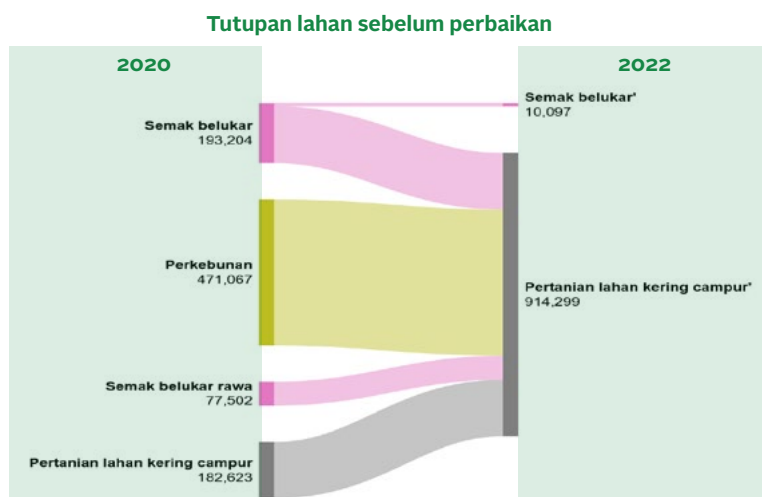 Tutupan lahan sebelum perbaikan
2020
2022
Semak belukar
193,204
Perkebunan
471,067
Semak belukar rawa
77,502
Pertanian lahan kering campur
182,623
Semak belukar*
10,097
Pertanian lahan kering campur*
914,299